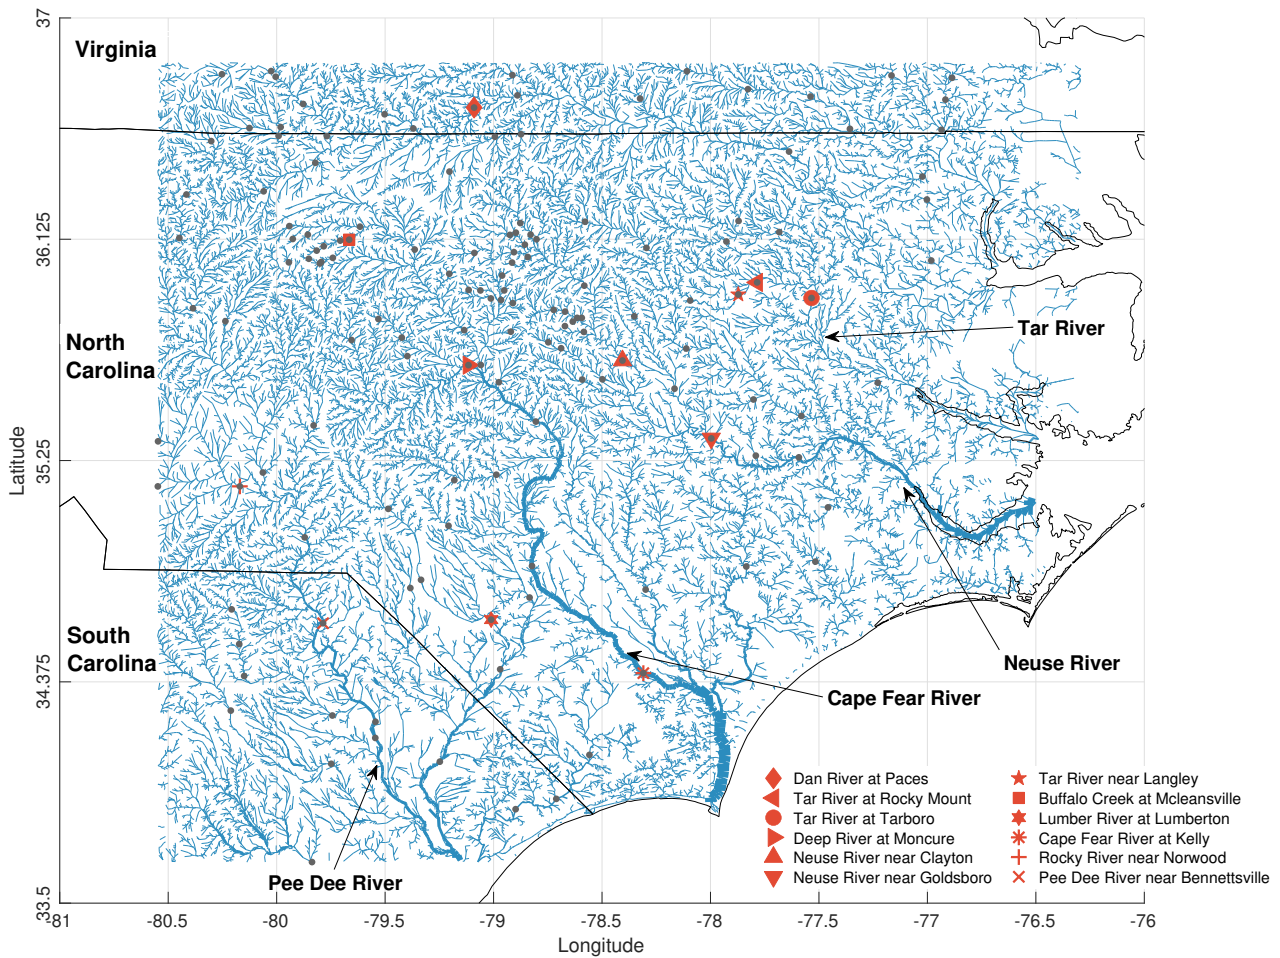 37
Virginia
36.125
Tar River
North
Carolina
Latitude
35.25
South
Carolina
Neuse River
34.375
Cape Fear River
Dan River at Paces
Tar River at Rocky Mount
Tar River at Tarboro
Deep River at Moncure
Neuse River near Clayton
Neuse River near Goldsboro
Tar River near Langley
Buffalo Creek at Mcleansville
Lumber River at Lumberton
Cape Fear River at Kelly
Rocky River near Norwood
Pee Dee River near Bennettsville
Pee Dee River
33.5
-81 -80.5 -80 -79.5 -79 -78.5 -78 -77.5 -77 -76.5 -76
Longitude